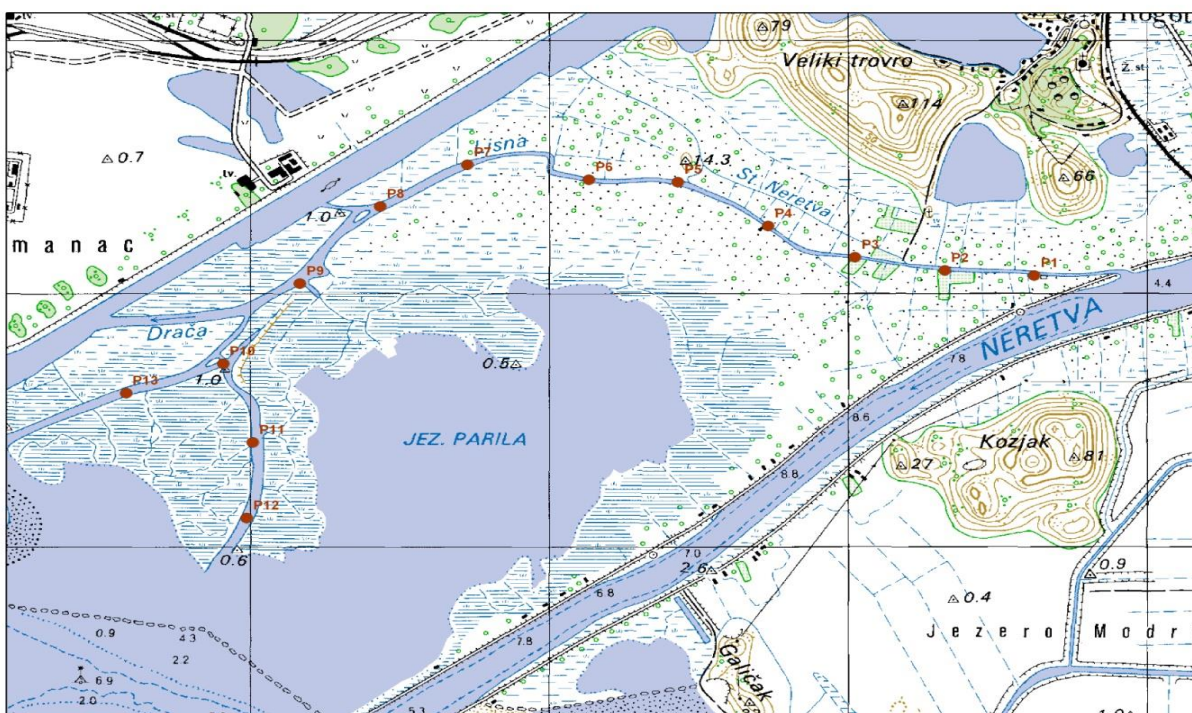 tv.
Ž. st.
79
Veliki trovro
114
Ž. st.
0.7
tv.
Lisna
P7
P6
14.3
P5
St. Neretva
66
1.0
P8
P4
manac
P3
P2
P1
P9
4.4
Drača
NERETVA
P10
1.0
0.5
7.8
P13
8.6
P11
JEZ. PARILA
Kozjak
27
81
8.8
P12
0.6
7.0
2.6
0.9
6.8
0.4
0.9
4.3
7.8
Jezero Modr
2.2
Galičak
6.9
2.0
5.3